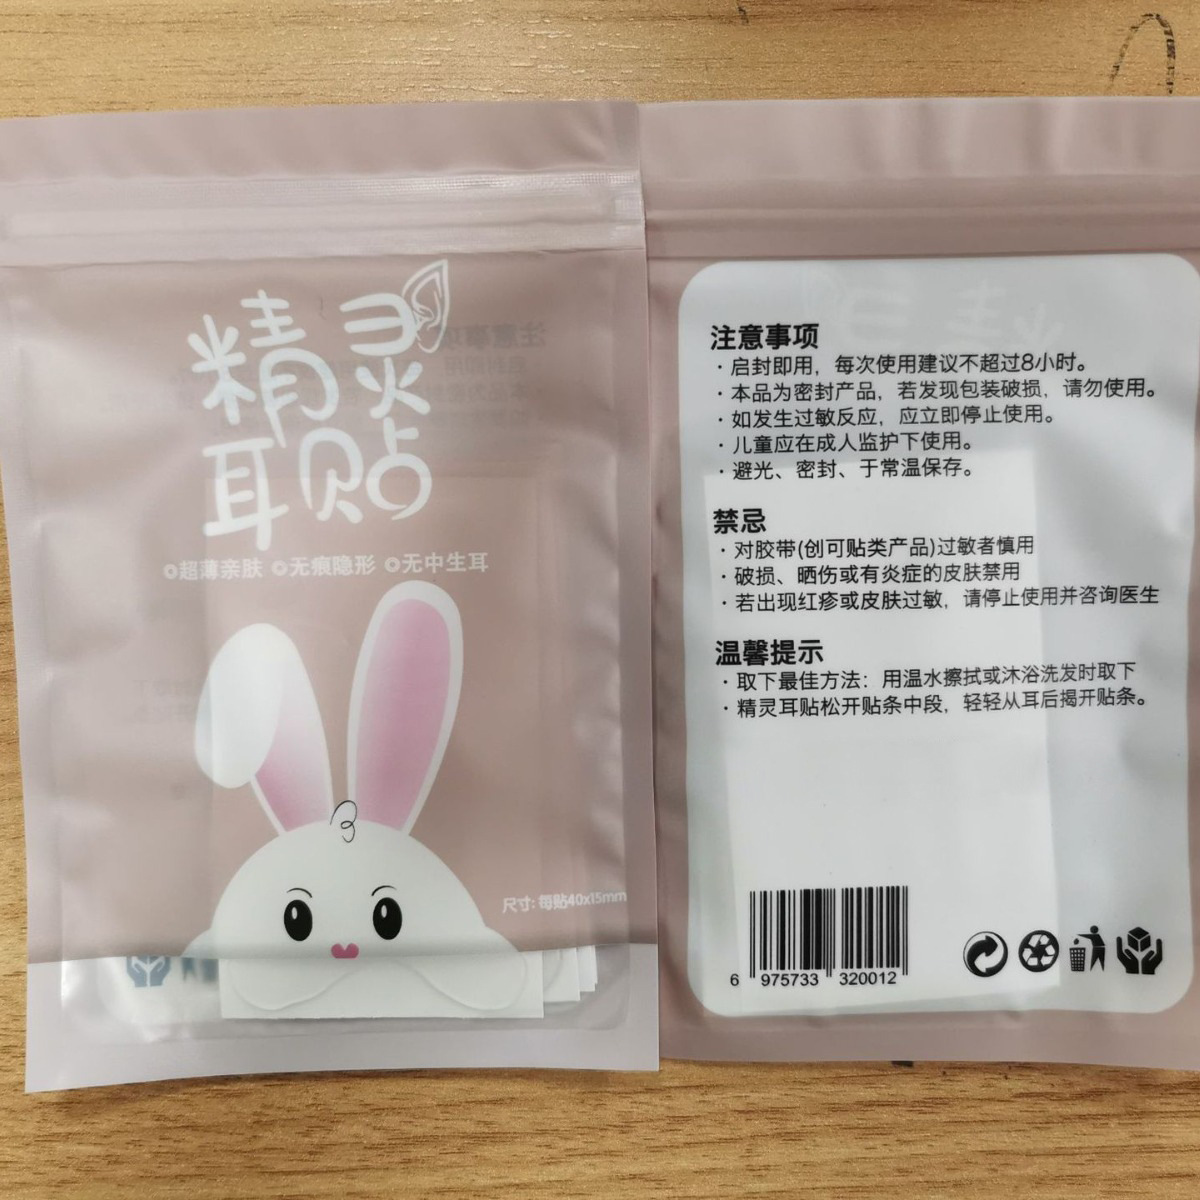 精灵
耳贴
超薄亲肤 无痕隐形 无中生耳
尺寸: 每贴40x15mm
注意事项
· 启封即用，每次使用建议不超过8小时。
· 本品为密封产品，若发现包装破损，请勿使用。
· 如发生过敏反应，应立即停止使用。
· 儿童应在成人监护下使用。
· 避光、密封、于常温保存。
禁忌
· 对胶带(创可贴类产品)过敏者慎用
· 破损、晒伤或有炎症的皮肤禁用
· 若出现红疹或皮肤过敏，请停止使用并咨询医生
温馨提示
· 取下最佳方法：用温水擦拭或沐浴洗发时取下
· 精灵耳贴松开贴条中段，轻轻从耳后揭开贴条。
6 975733 320012